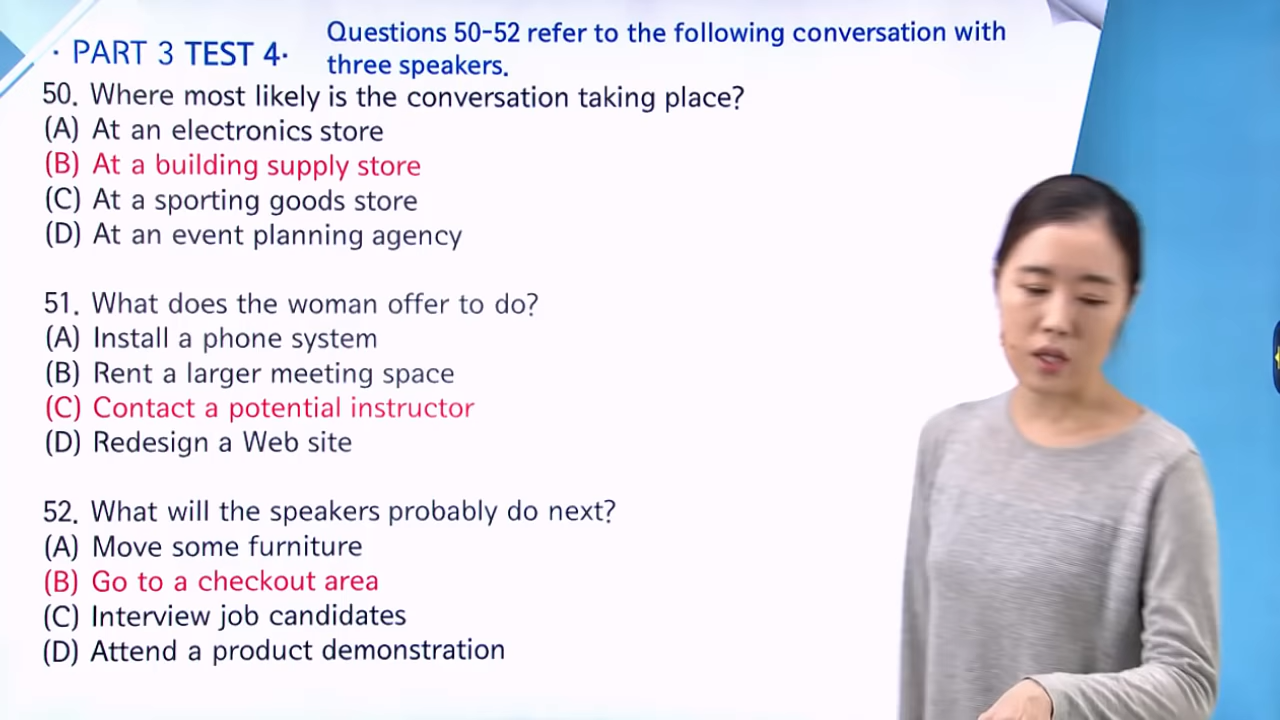 · PART 3 TEST 4·
Questions 50-52 refer to the following conversation with
three speakers.
50. Where most likely is the conversation taking place?
(A) At an electronics store
(B) At a building supply store
(C) At a sporting goods store
(D) At an event planning agency
51. What does the woman offer to do?
(A) Install a phone system
(B) Rent a larger meeting space
(C) Contact a potential instructor
(D) Redesign a Web site
52. What will the speakers probably do next?
(A) Move some furniture
(B) Go to a checkout area
(C) Interview job candidates
(D) Attend a product demonstration